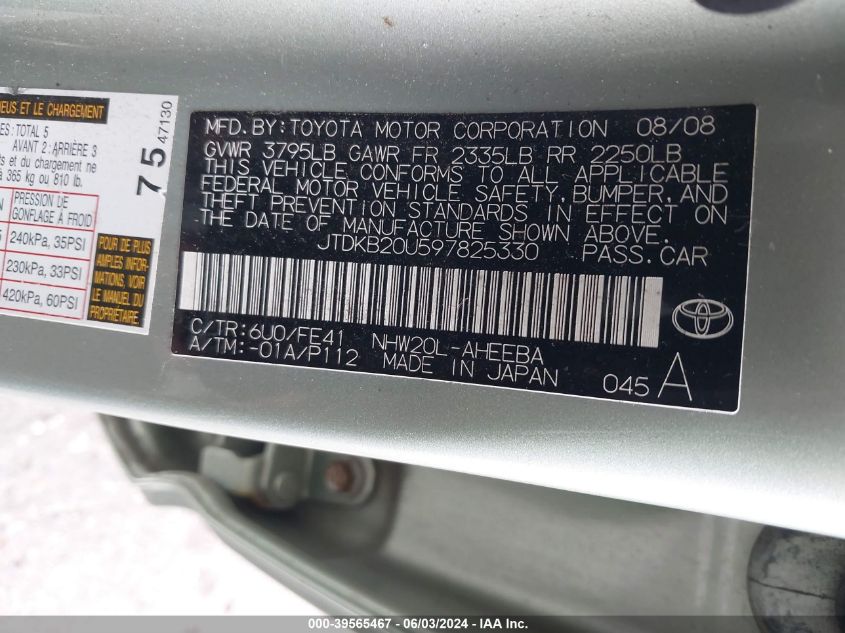 EUS ET LE CHARGEMENT
ES: TOTAL 5
AVANT 2: ARRIÈRE 3
ts et du chargement ne
365 kg ou 810 lb.
PRESSION DE
GONFLAGE À FROID
240kPa, 35PSI
230kPa, 33PSI
420kPa, 60PSI
POUR DE PLUS
AMPLES INFOR-
MATIONS, VOIR
LE MANUEL DU
PROPRIÉTAIRE.
75
47130
MFD.BY:TOYOTA MOTOR CORPORATION 08/08
GVWR 3795LB GAWR FR 2335LB RR 2250LB
THIS VEHICLE CONFORMS TO ALL APPLICABLE
FEDERAL MOTOR VEHICLE SAFETY,BUMPER,AND
THEFT PREVENTION STANDARDS IN EFFECT ON
THE DATE OF MANUFACTURE SHOWN ABOVE.
JTDKB20U597825330 PASS.CAR
C/TR:6U0/FE41 NHW20L-AHEEBA
A/TM:-01A/P112 MADE IN JAPAN
045 A
000-39565467 - 06/03/2024 - IAAI.com.